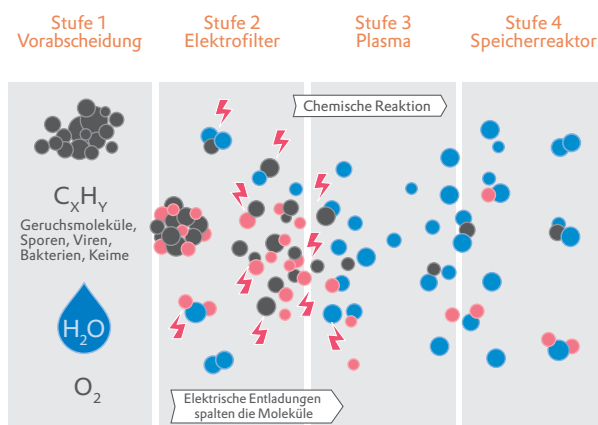 Stufe 1
Vorabscheidung
Stufe 2
Elektrofilter
Stufe 3
Plasma
Stufe 4
Speicherreaktor
Chemische Reaktion
CXHY
Geruchsmoleküle,
Sporen, Viren,
Bakterien, Keime
H2O
O2
Elektrische Entladungen
spalten die Moleküle